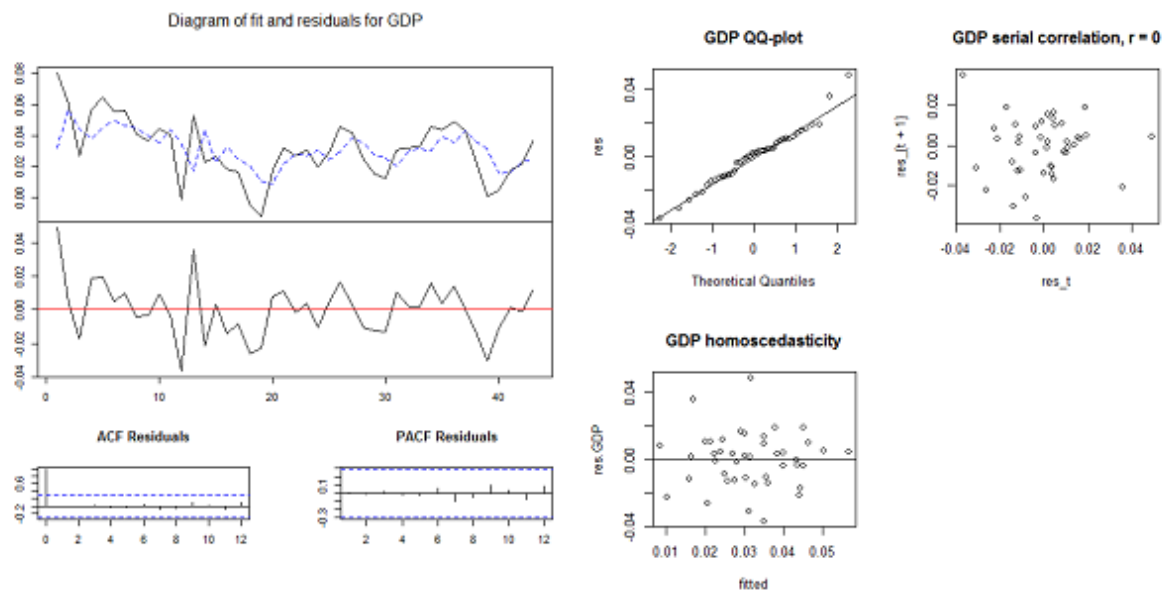 Diagram of fit and residuals for GDP
0.08
0.06
0.04
0.02
0.00
0.04
0.02
0.00
-0.02
-0.04
0 10 20 30 40
ACF Residuals
0.6
-0.2
0 2 4 6 8 10 12
PACF Residuals
0.1
-0.3
2 4 6 8 10 12
GDP QQ-plot
res
0.04
0.00
-0.04
-2 -1 0 1 2
Theoretical Quantiles
GDP serial correlation, r = 0
res_[t + 1]
0.02
0.00
-0.02
-0.04 -0.02 0.00 0.02 0.04
res_t
GDP homoscedasticity
res.GDP
0.04
0.00
-0.04
0.01 0.02 0.03 0.04 0.05
fitted